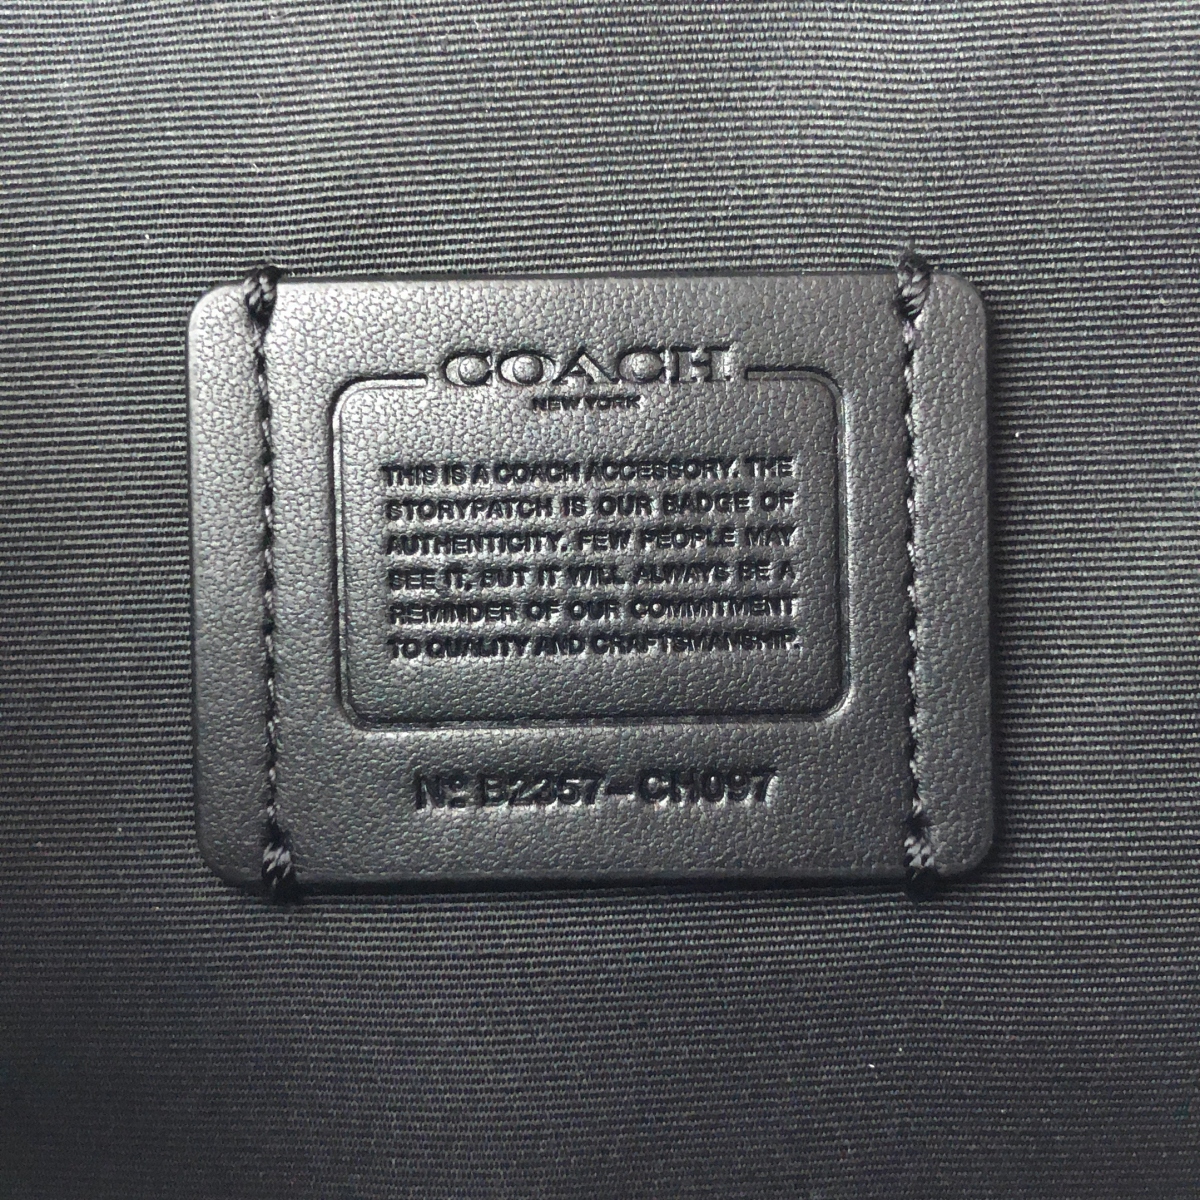 COACH
NEW YORK
THIS IS A COACH ACCESSORY. THE
STORYPATCH IS OUR BADGE OF
AUTHENTICITY. FEW PEOPLE MAY
SEE IT, BUT IT WILL ALWAYS BE A
REMINDER OF OUR COMMITMENT
TO QUALITY AND CRAFTSMANSHIP.
Nº B2357-CH097